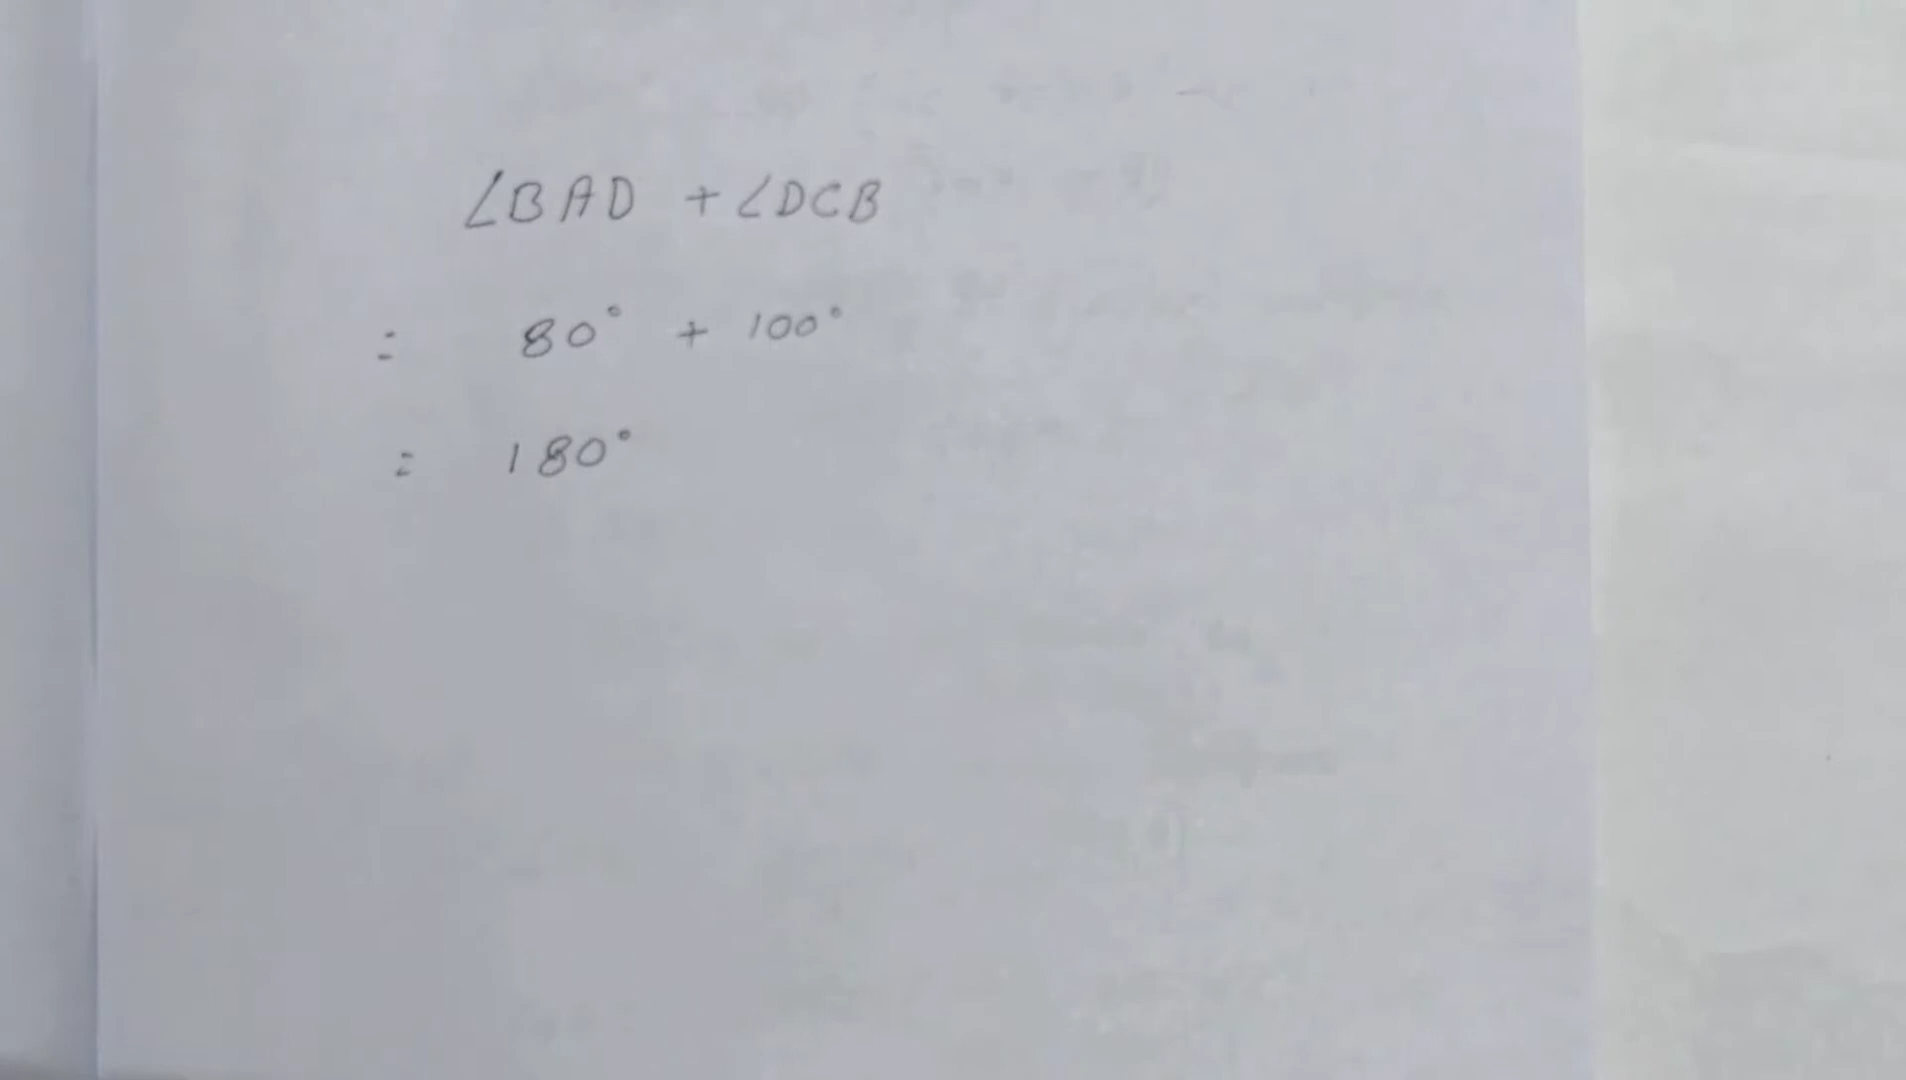 ∠BAD + ∠DCB
= 80° + 100°
= 180°